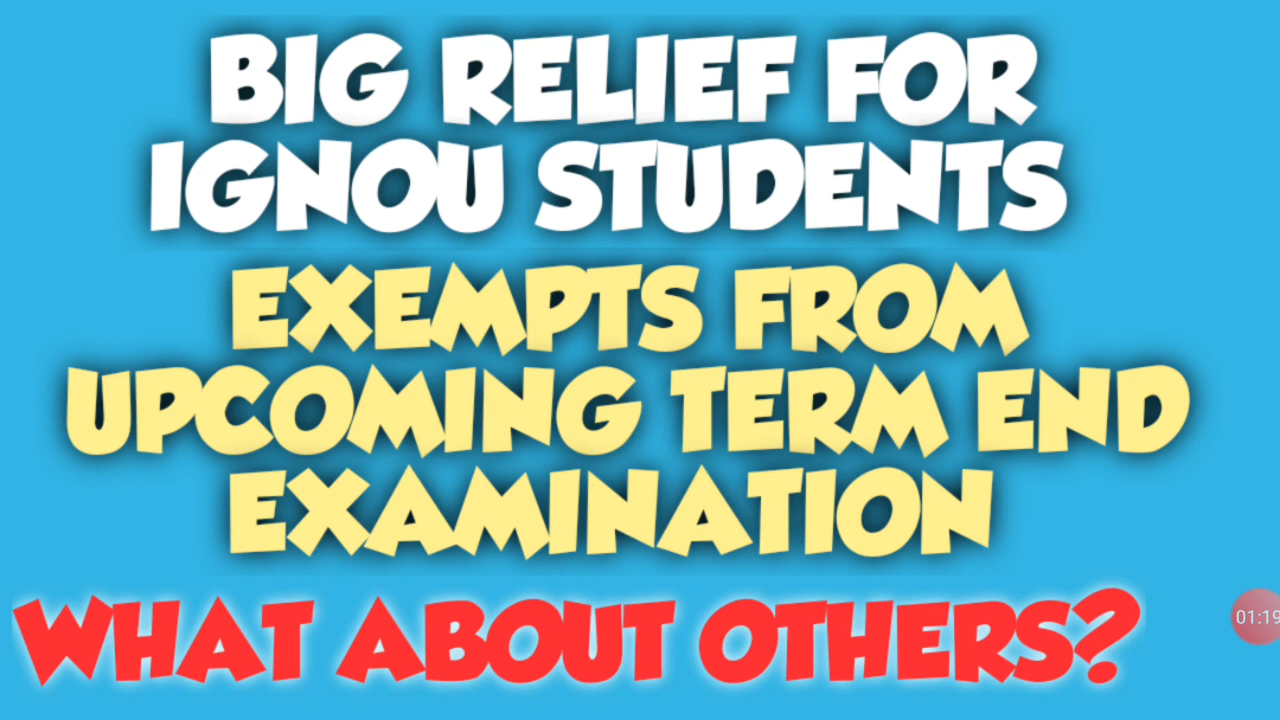 BIG RELIEF FOR
IGNOU STUDENTS
EXEMPTS FROM
UPCOMING TERM END
EXAMINATION
WHAT ABOUT OTHERS?
01:19